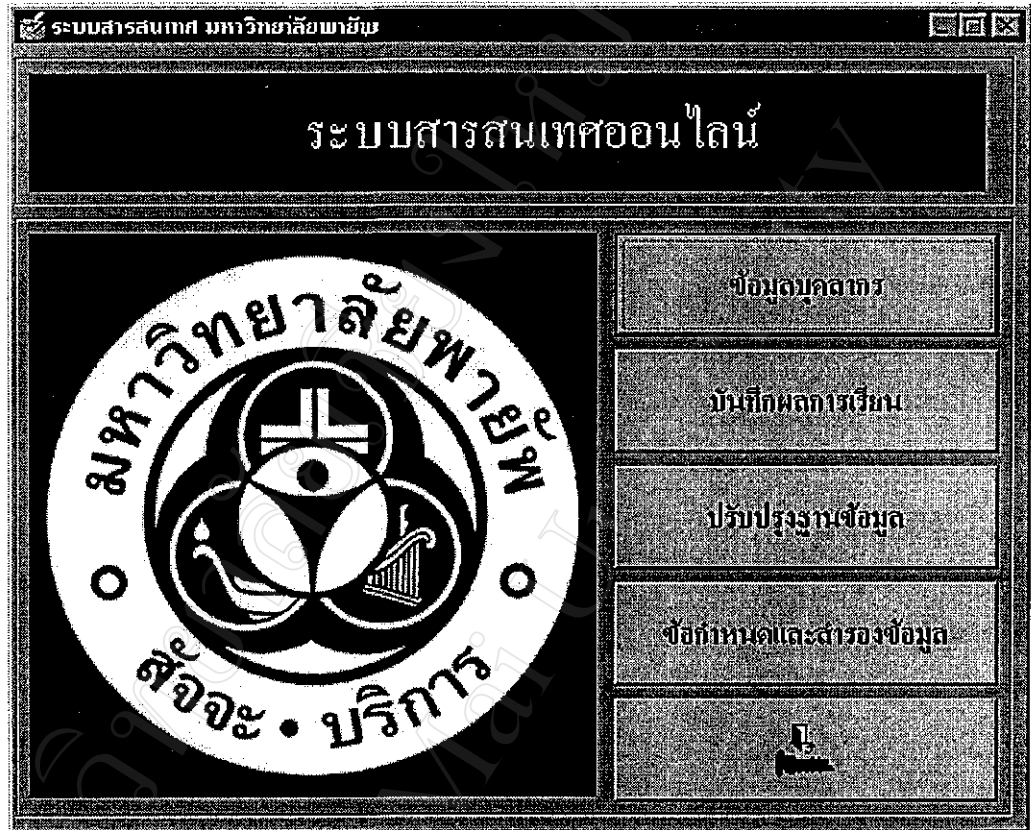 ระบบสารสนเทศ มหาวิทยาลัยพายัพ
ระบบสารสนเทศออนไลน์
มหาวิทยาลัยพายัพ
สัจจะ • บริการ
ข้อมูลบุคลากร
บันทึกผลการเรียน
ปรับปรุงฐานข้อมูล
ข้อกำหนดและสำรองข้อมูล